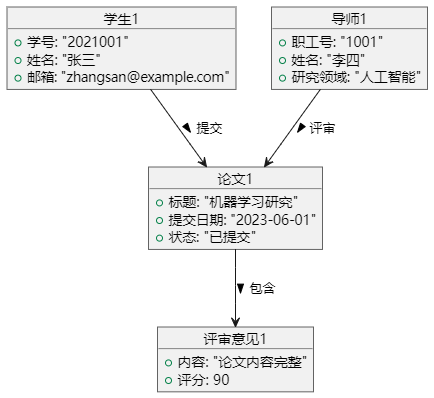 学生1
学号: "2021001"
姓名: "张三"
邮箱: "zhangsan@example.com"
导师1
职工号: "1001"
姓名: "李四"
研究领域: "人工智能"
提交
评审
论文1
标题: "机器学习研究"
提交日期: "2023-06-01"
状态: "已提交"
包含
评审意见1
内容: "论文内容完整"
评分: 90